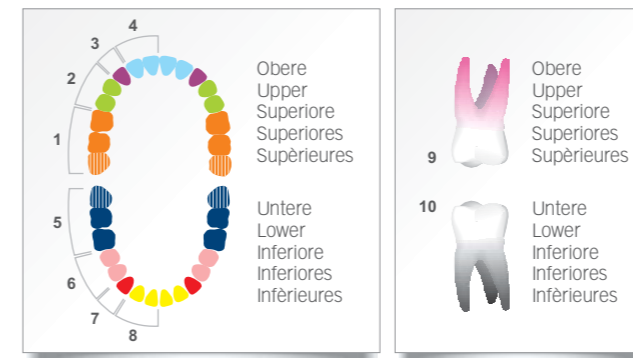 4
3
2
1
Obere
Upper
Superiore
Superiores
Supèrieures
5
6
7
8
Untere
Lower
Inferiore
Inferiores
Infèrieures
9
Obere
Upper
Superiore
Superiores
Supèrieures
10
Untere
Lower
Inferiore
Inferiores
Infèrieures